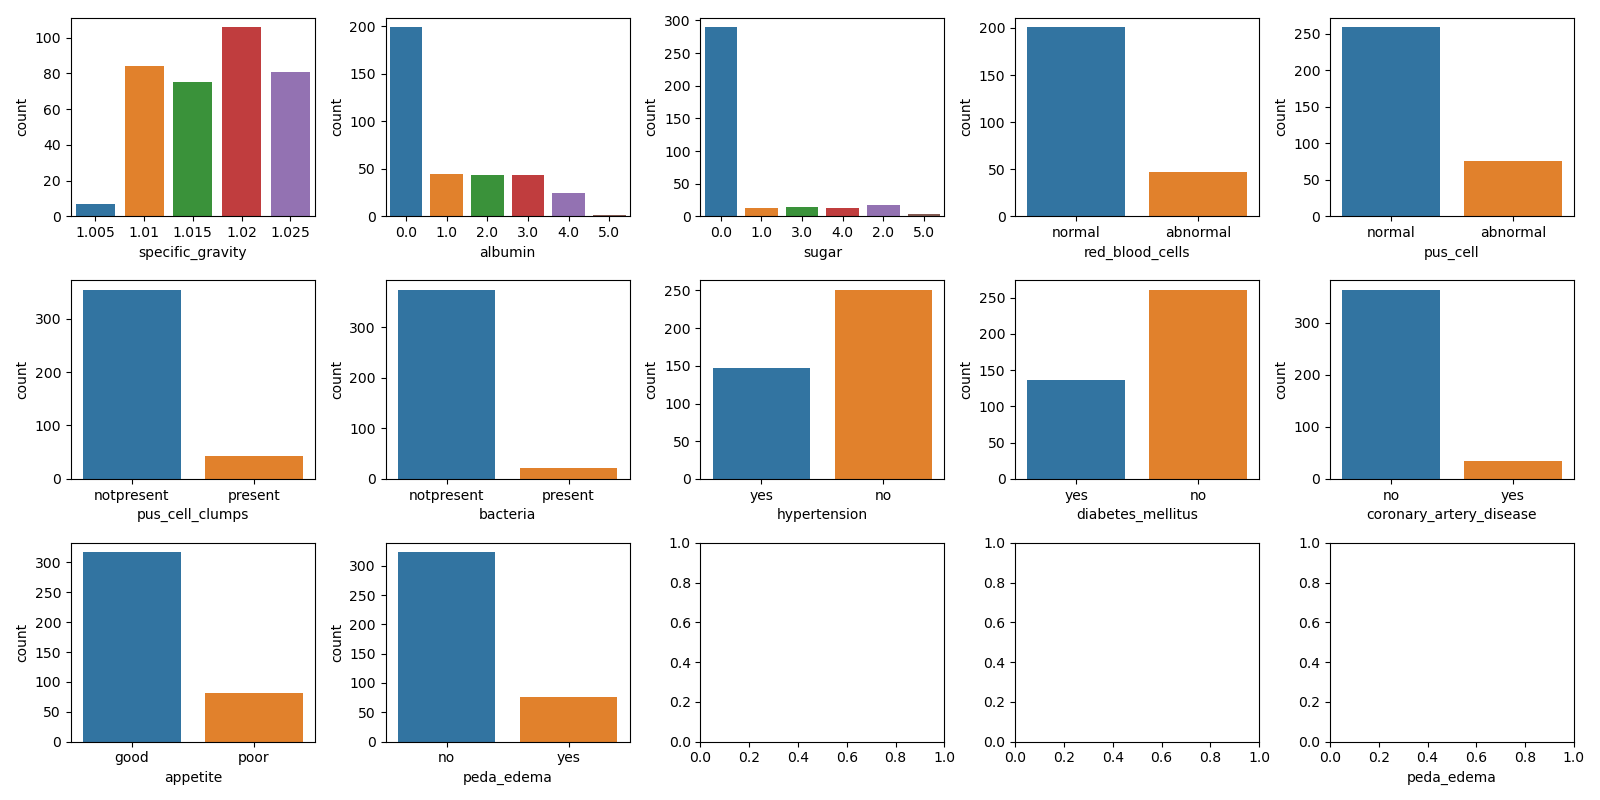 count
100
80
60
40
20
0
1.005 1.01 1.015 1.02 1.025
specific_gravity
count
200
150
100
50
0
0.0 1.0 2.0 3.0 4.0 5.0
albumin
count
300
250
200
150
100
50
0
0.0 1.0 3.0 4.0 2.0 5.0
sugar
count
200
150
100
50
0
normal abnormal
red_blood_cells
count
250
200
150
100
50
0
normal abnormal
pus_cell
count
300
200
100
0
notpresent present
pus_cell_clumps
count
300
200
100
0
notpresent present
bacteria
count
250
200
150
100
50
0
yes no
hypertension
count
250
200
150
100
50
0
yes no
diabetes_mellitus
count
300
200
100
0
no yes
coronary_artery_disease
count
300
250
200
150
100
50
0
good poor
appetite
count
300
250
200
150
100
50
0
no yes
peda_edema
1.0
0.8
0.6
0.4
0.2
0.0
0.0 0.2 0.4 0.6 0.8 1.0
1.0
0.8
0.6
0.4
0.2
0.0
0.0 0.2 0.4 0.6 0.8 1.0
1.0
0.8
0.6
0.4
0.2
0.0
0.0 0.2 0.4 0.6 0.8 1.0
peda_edema